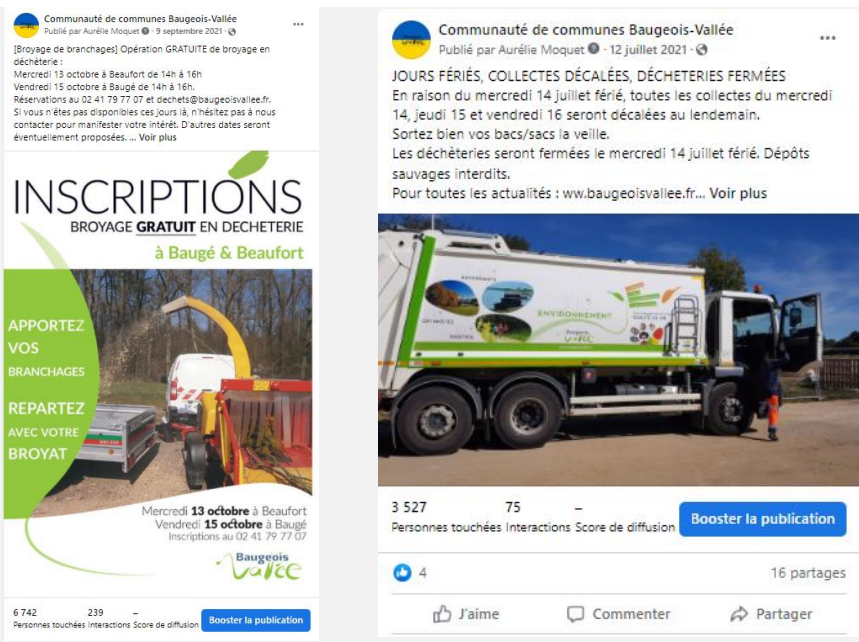 Communauté de communes Baugeois-Vallée
Publié par Aurélie Moquet · 9 septembre 2021 ·
[Broyage de branchages] Opération GRATUITE de broyage en
déchèterie :
Mercredi 13 octobre à Beaufort de 14h à 16h
Vendredi 15 octobre à Baugé de 14h à 16h.
Réservations au 02 41 79 77 07 et dechets@baugeoisvallee.fr.
Si vous n'êtes pas disponibles ces jours là, n'hésitez pas à nous
contacter pour manifester votre intérêt. D'autres dates seront
éventuellement proposées. ... Voir plus
INSCRIPTIONS
BROYAGE GRATUIT EN DECHETERIE
à Baugé & Beaufort
APPORTEZ
VOS
BRANCHAGES
REPARTEZ
AVEC VOTRE
BROYAT
Mercredi 13 octobre à Beaufort
Vendredi 15 octobre à Baugé
Inscriptions au 02 41 79 77 07
Baugeois
Vallée
6 742 239 –
Personnes touchées Interactions Score de diffusion
Booster la publication
Communauté de communes Baugeois-Vallée
Publié par Aurélie Moquet · 12 juillet 2021 ·
JOURS FÉRIÉS, COLLECTES DÉCALÉES, DÉCHETERIES FERMÉES
En raison du mercredi 14 juillet férié, toutes les collectes du mercredi
14, jeudi 15 et vendredi 16 seront décalées au lendemain.
Sortez bien vos bacs/sacs la veille.
Les déchèteries seront fermées le mercredi 14 juillet férié. Dépôts
sauvages interdits.
Pour toutes les actualités : ww.baugeoisvallee.fr... Voir plus
ENVIRONNEMENT
Baugeois
Vallée
3 527 75 –
Personnes touchées Interactions Score de diffusion
Booster la publication
4
16 partages
J'aime Commenter Partager